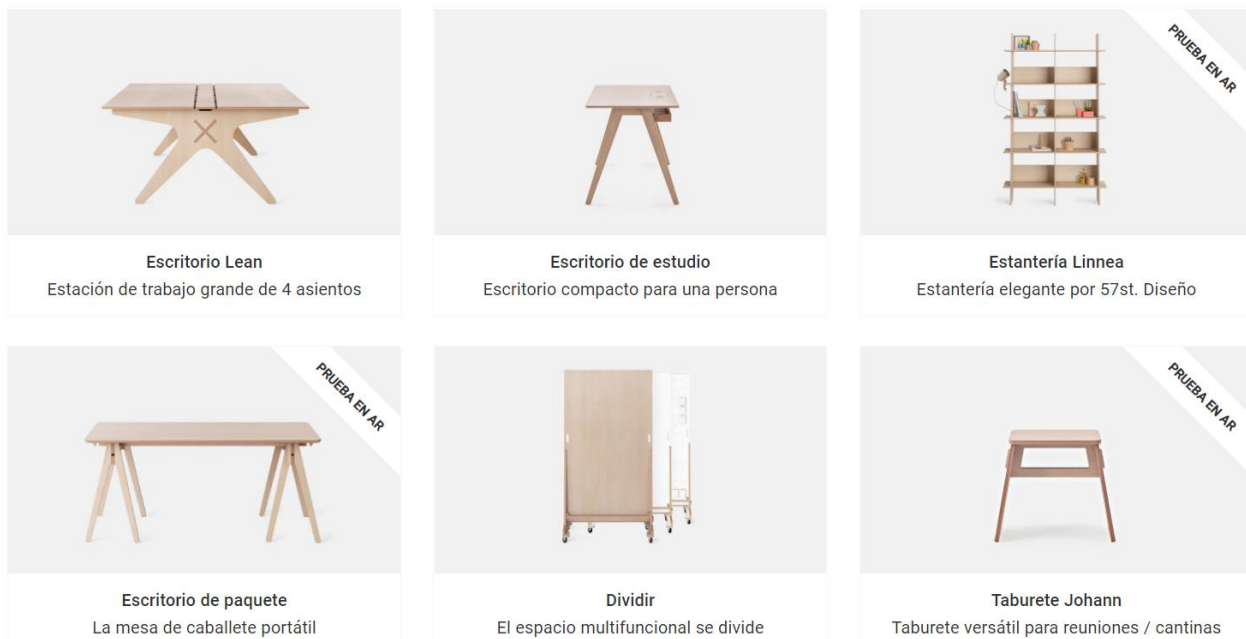 PRUEBA EN AR
Escritorio Lean
Estación de trabajo grande de 4 asientos
Escritorio de estudio
Escritorio compacto para una persona
Estantería Linnea
Estantería elegante por 57st. Diseño
PRUEBA EN AR
PRUEBA EN AR
Escritorio de paquete
La mesa de caballete portátil
Dividir
El espacio multifuncional se divide
Taburete Johann
Taburete versátil para reuniones / cantinas